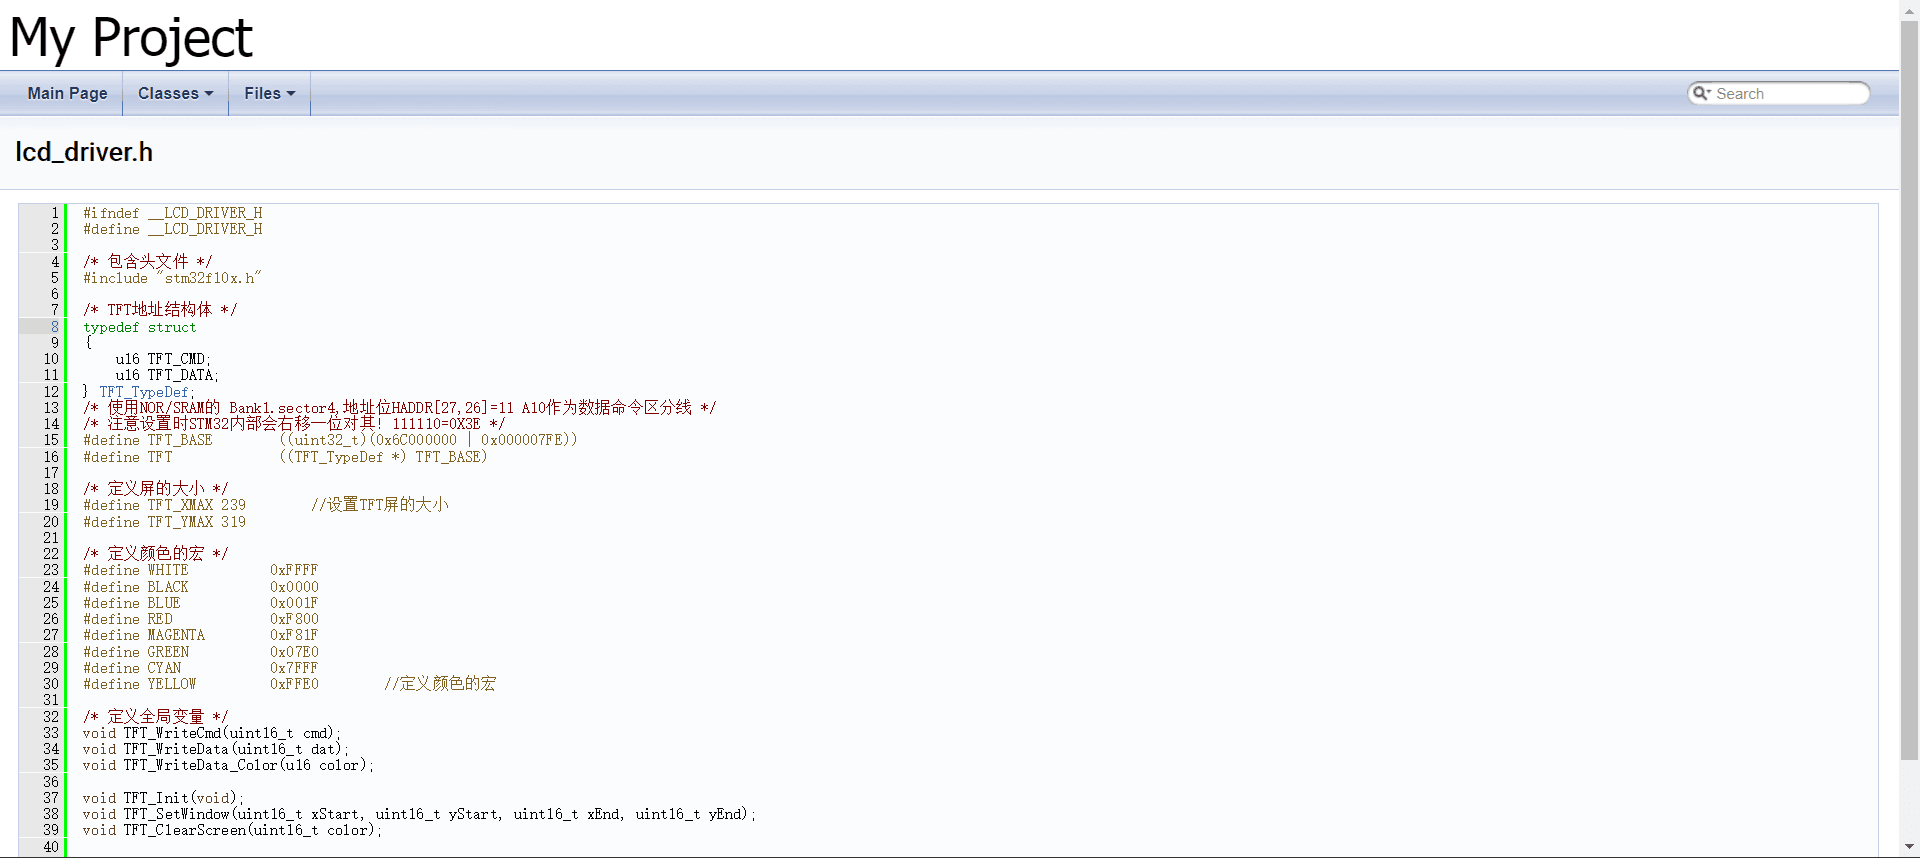 My Project
Main Page Classes Files Search
lcd_driver.h
1 #ifndef __LCD_DRIVER_H
2 #define __LCD_DRIVER_H
3
4 /* 包含头文件 */
5 #include "stm32f10x.h"
6
7 /* TFT地址结构体 */
8 typedef struct
9 {
10 u16 TFT_CMD;
11 u16 TFT_DATA;
12 } TFT_TypeDef;
13 /* 使用NOR/SRAM的 Bank1.sector4,地址位HADDR[27,26]=11 A10作为数据命令区分线 */
14 /* 注意设置时STM32内部会右移一位对其! 111110=0X3E */
15 #define TFT_BASE ((uint32_t)(0x6C000000 | 0x000007FE))
16 #define TFT ((TFT_TypeDef *) TFT_BASE)
17
18 /* 定义屏的大小 */
19 #define TFT_XMAX 239 //设置TFT屏的大小
20 #define TFT_YMAX 319
21
22 /* 定义颜色的宏 */
23 #define WHITE 0xFFFF
24 #define BLACK 0x0000
25 #define BLUE 0x001F
26 #define RED 0xF800
27 #define MAGENTA 0xF81F
28 #define GREEN 0x07E0
29 #define CYAN 0x7FFF
30 #define YELLOW 0xFFE0 //定义颜色的宏
31
32 /* 定义全局变量 */
33 void TFT_WriteCmd(uint16_t cmd);
34 void TFT_WriteData(uint16_t dat);
35 void TFT_WriteData_Color(u16 color);
36
37 void TFT_Init(void);
38 void TFT_SetWindow(uint16_t xStart, uint16_t yStart, uint16_t xEnd, uint16_t yEnd);
39 void TFT_ClearScreen(uint16_t color);
40